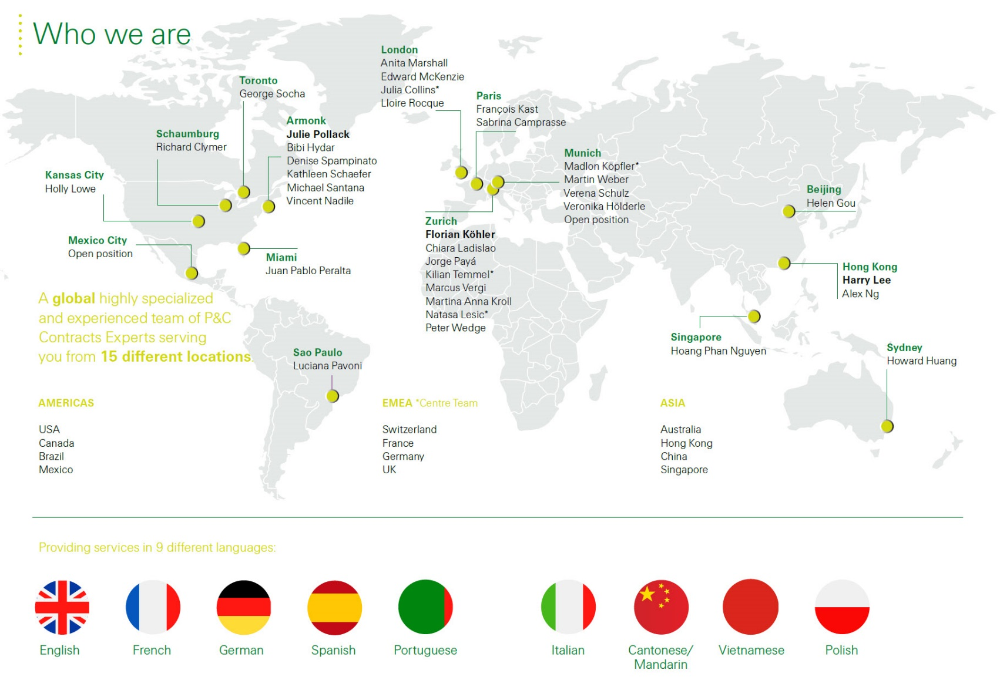 Who we are
London
Anita Marshall
Edward McKenzie
Julia Collins*
Lloire Rocque
Toronto
George Socha
Paris
François Kast
Sabrina Camprasse
Armonk
Julie Pollack
Bibi Hydar
Denise Spampinato
Kathleen Schaefer
Michael Santana
Vincent Nadile
Schaumburg
Richard Clymer
Munich
Madlon Köpfler*
Martin Weber
Verena Schulz
Veronika Hölderle
Open position
Kansas City
Holly Lowe
Beijing
Helen Gou
Zurich
Florian Köhler
Chiara Ladislao
Jorge Payá
Kilian Temmel*
Marcus Vergi
Martina Anna Kroll
Natasa Lesic*
Peter Wedge
Mexico City
Open position
Miami
Juan Pablo Peralta
Hong Kong
Harry Lee
Alex Ng
A global highly specialized
and experienced team of P&C
Contracts Experts serving
you from 15 different locations.
Singapore
Hoang Phan Nguyen
Sao Paulo
Luciana Pavoni
Sydney
Howard Huang
AMERICAS
USA
Canada
Brazil
Mexico
EMEA *Centre Team
Switzerland
France
Germany
UK
ASIA
Australia
Hong Kong
China
Singapore
Providing services in 9 different languages:
English
French
German
Spanish
Portuguese
Italian
Cantonese/
Mandarin
Vietnamese
Polish